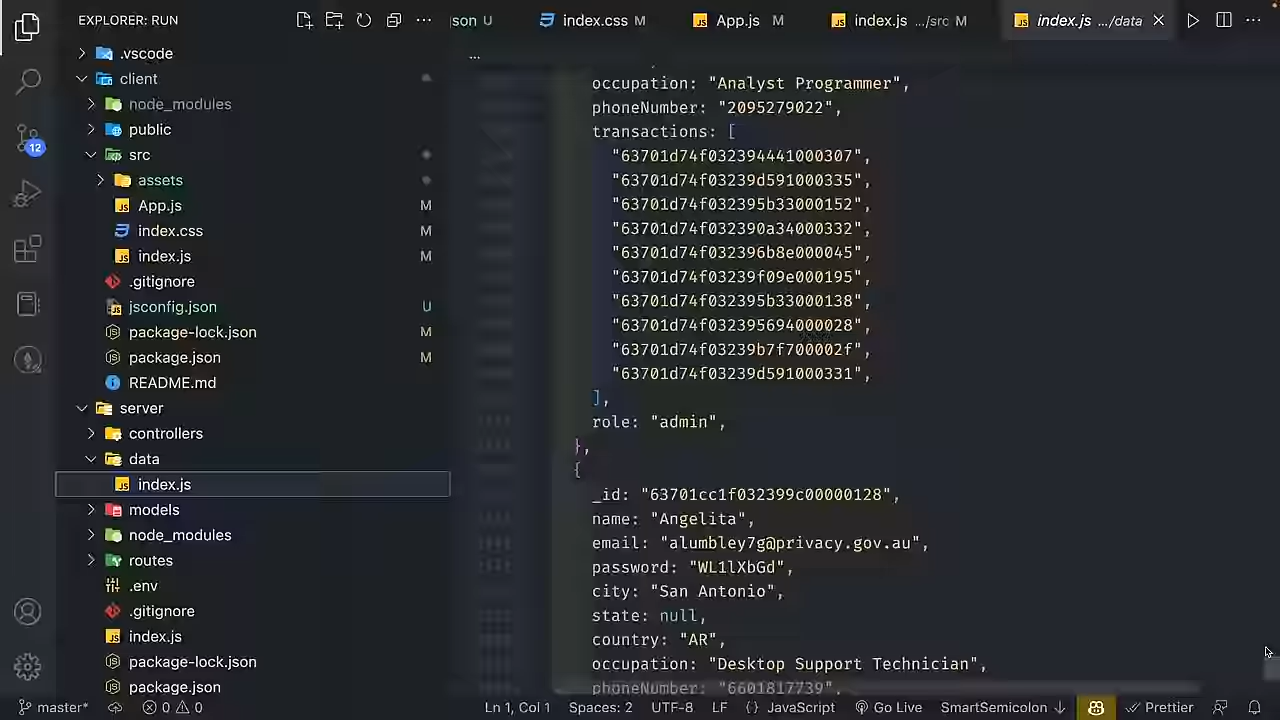 EXPLORER: RUN
...
son U
index.css M
App.js M
index.js .../src M
index.js .../data
...
.vscode
client
node_modules
public
src
assets
App.js M
index.css M
index.js M
.gitignore
jsconfig.json U
package-lock.json M
package.json M
README.md
server
controllers
data
index.js
models
node_modules
routes
.env
.gitignore
index.js
package-lock.json
package.json
12
...
occupation: "Analyst Programmer",
phoneNumber: "2095279022",
transactions: [
"63701d74f032394441000307",
"63701d74f03239d591000335",
"63701d74f032395b33000152",
"63701d74f032390a34000332",
"63701d74f032396b8e000045",
"63701d74f03239f09e000195",
"63701d74f032395b33000138",
"63701d74f032395694000028",
"63701d74f03239b7f700002f",
"63701d74f03239d591000331",
],
role: "admin",
},
{
_id: "63701cc1f032399c00000128",
name: "Angelita",
email: "alumbley7g@privacy.gov.au",
password: "WL1lXbGd",
city: "San Antonio",
state: null,
country: "AR",
occupation: "Desktop Support Technician",
phoneNumber: "6601817739",
master* 0 0 Ln 1, Col 1 Spaces: 2 UTF-8 LF {} JavaScript Go Live SmartSemicolon ↓ Prettier